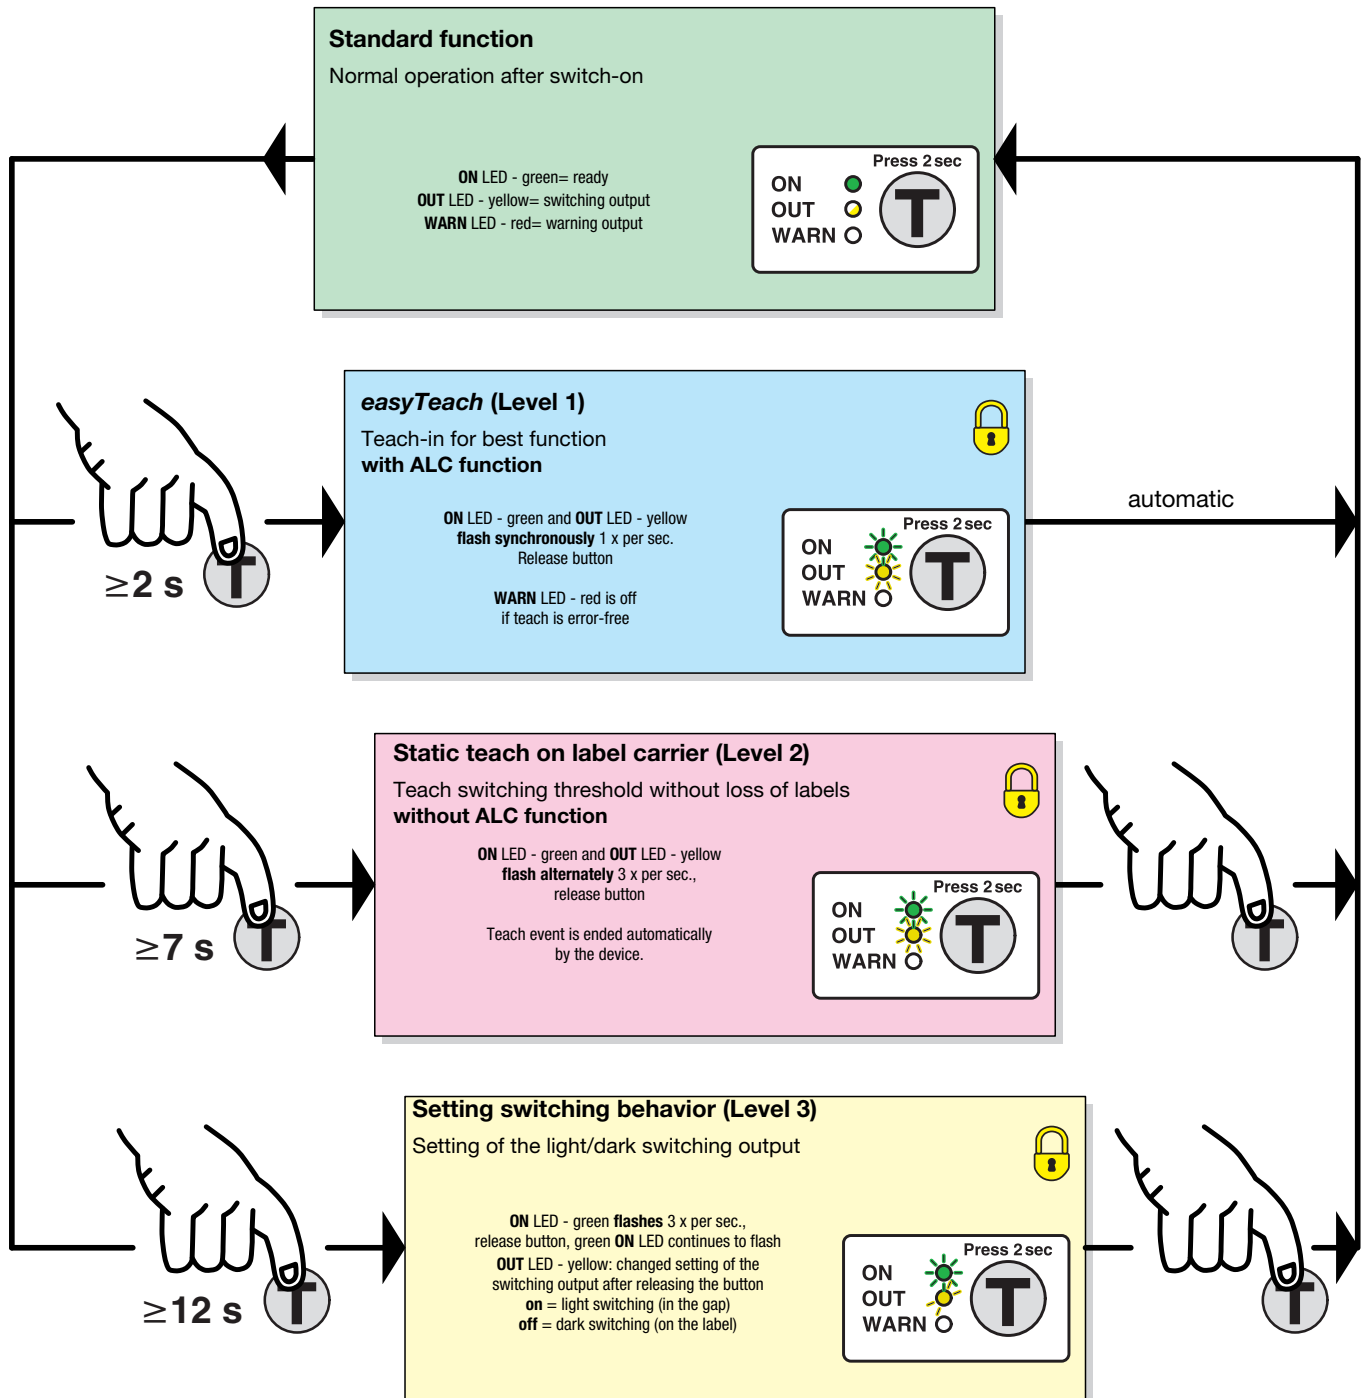 Standard function
Normal operation after switch-on
ON LED - green= ready
OUT LED - yellow= switching output
WARN LED - red= warning output
Press 2 sec
ON
OUT
WARN
T
easyTeach (Level 1)
Teach-in for best function
with ALC function
ON LED - green and OUT LED - yellow
flash synchronously 1 x per sec.
Release button
WARN LED - red is off
if teach is error-free
Press 2 sec
ON
OUT
WARN
T
automatic
≥2 s
T
Static teach on label carrier (Level 2)
Teach switching threshold without loss of labels
without ALC function
ON LED - green and OUT LED - yellow
flash alternately 3 x per sec.,
release button
Teach event is ended automatically
by the device.
Press 2 sec
ON
OUT
WARN
T
≥7 s
T
T
Setting switching behavior (Level 3)
Setting of the light/dark switching output
ON LED - green flashes 3 x per sec.,
release button, green ON LED continues to flash
OUT LED - yellow: changed setting of the
switching output after releasing the button
on = light switching (in the gap)
off = dark switching (on the label)
Press 2 sec
ON
OUT
WARN
T
≥12 s
T
T